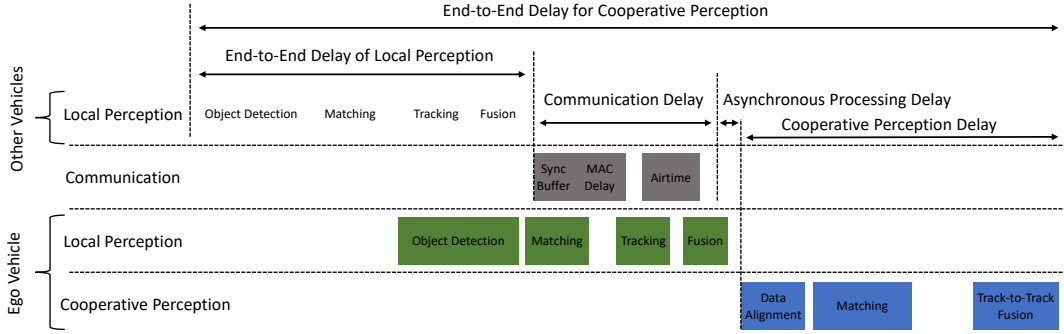 End-to-End Delay for Cooperative Perception
End-to-End Delay of Local Perception
Other Vehicles
Local Perception
Object Detection
Matching
Tracking
Fusion
Communication Delay
Asynchronous Processing Delay
Cooperative Perception Delay
Communication
Sync
Buffer
MAC
Delay
Airtime
Ego Vehicle
Local Perception
Object Detection
Matching
Tracking
Fusion
Cooperative Perception
Data
Alignment
Matching
Track-to-Track
Fusion